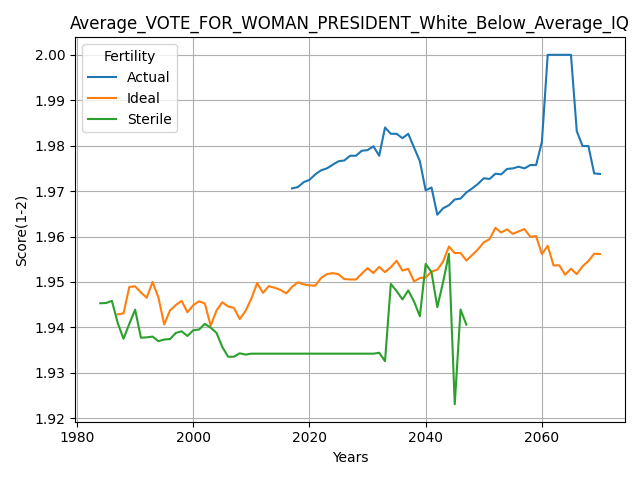 Average_VOTE_FOR_WOMAN_PRESIDENT_White_Below_Average_IQ
Fertility
Actual
Ideal
Sterile
Score(1-2)
2.00
1.99
1.98
1.97
1.96
1.95
1.94
1.93
1.92
1980 2000 2020 2040 2060
Years